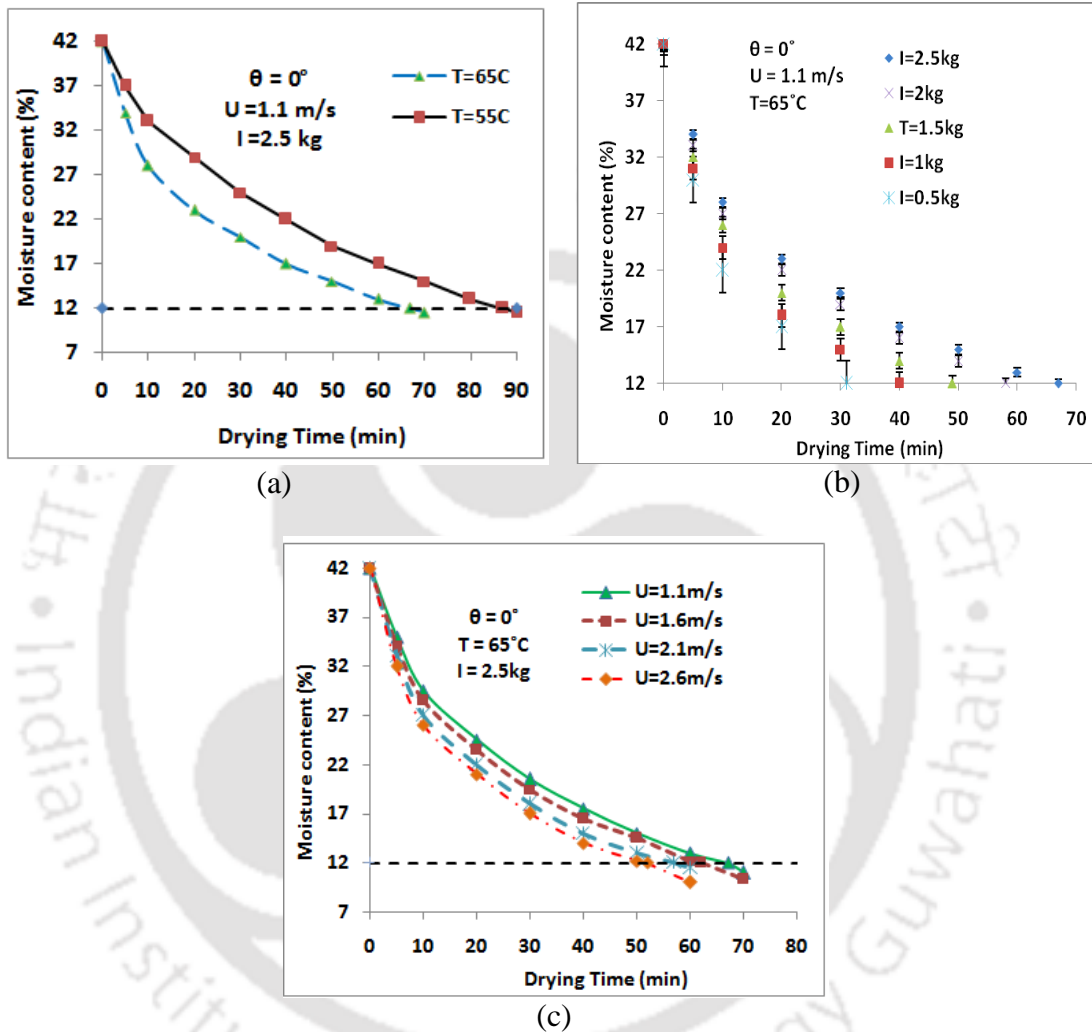 42
37
32
27
22
17
12
7
Moisture content (%)
θ = 0°
U =1.1 m/s
I =2.5 kg
T=65C
T=55C
0 10 20 30 40 50 60 70 80 90
Drying Time (min)
(a)
42
37
32
27
22
17
12
Moisture content (%)
θ = 0°
U = 1.1 m/s
T=65˚C
I=2.5kg
I=2kg
T=1.5kg
I=1kg
I=0.5kg
0 10 20 30 40 50 60 70
Drying Time (min)
(b)
42
37
32
27
22
17
12
7
Moisture content (%)
θ = 0°
T = 65˚C
I = 2.5kg
U=1.1m/s
U=1.6m/s
U=2.1m/s
U=2.6m/s
0 10 20 30 40 50 60 70 80
Drying Time (min)
(c)
Indian Institu
gy Guwahati